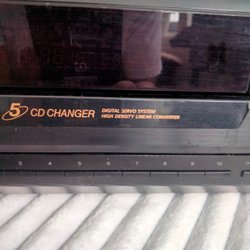 5 CD CHANGER
DIGITAL SERVO SYSTEM
HIGH DENSITY LINEAR CONVERTER
3 4 5 6 7 8 9 10